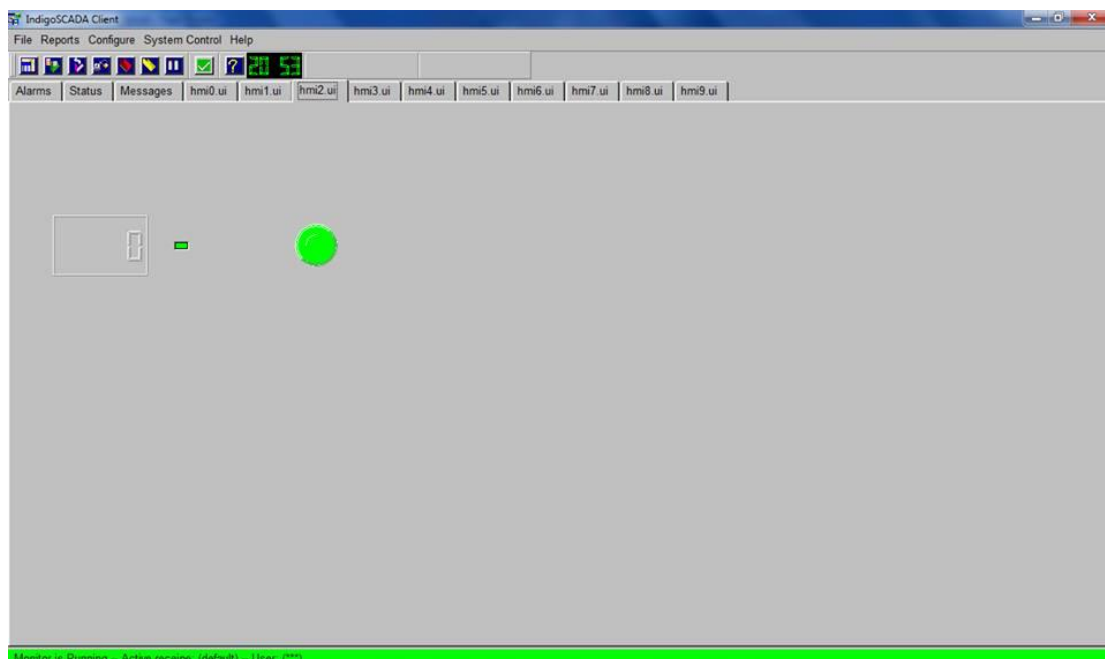 IndigoSCADA Client
File Reports Configure System Control Help
? 20 53
Alarms Status Messages hmi0.ui hmi1.ui hmi2.ui hmi3.ui hmi4.ui hmi5.ui hmi6.ui hmi7.ui hmi8.ui hmi9.ui
0
Monitor is Running -- Active receipe: (default) -- User: (***)